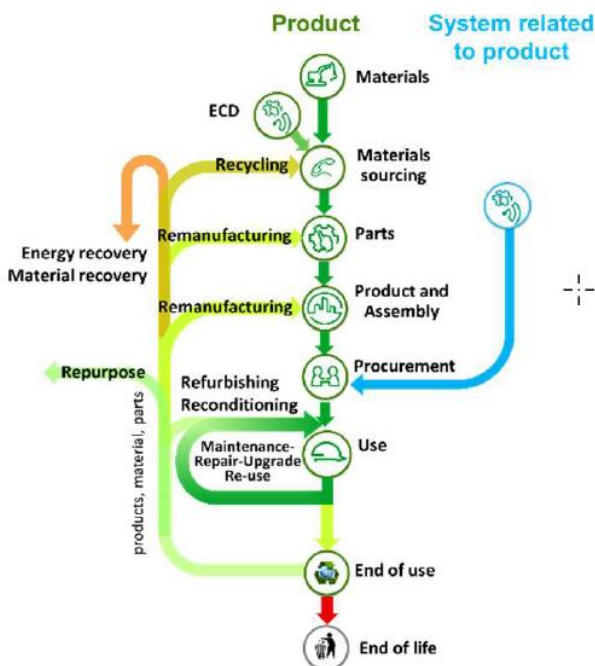 Product
System related
to product
Materials
ECD
Materials
sourcing
Recycling
Energy recovery
Material recovery
Remanufacturing
Parts
Remanufacturing
Product and
Assembly
Procurement
Repurpose
Refurbishing
Reconditioning
products, material, parts
Maintenance-
Repair-Upgrade
Re-use
Use
End of use
End of life